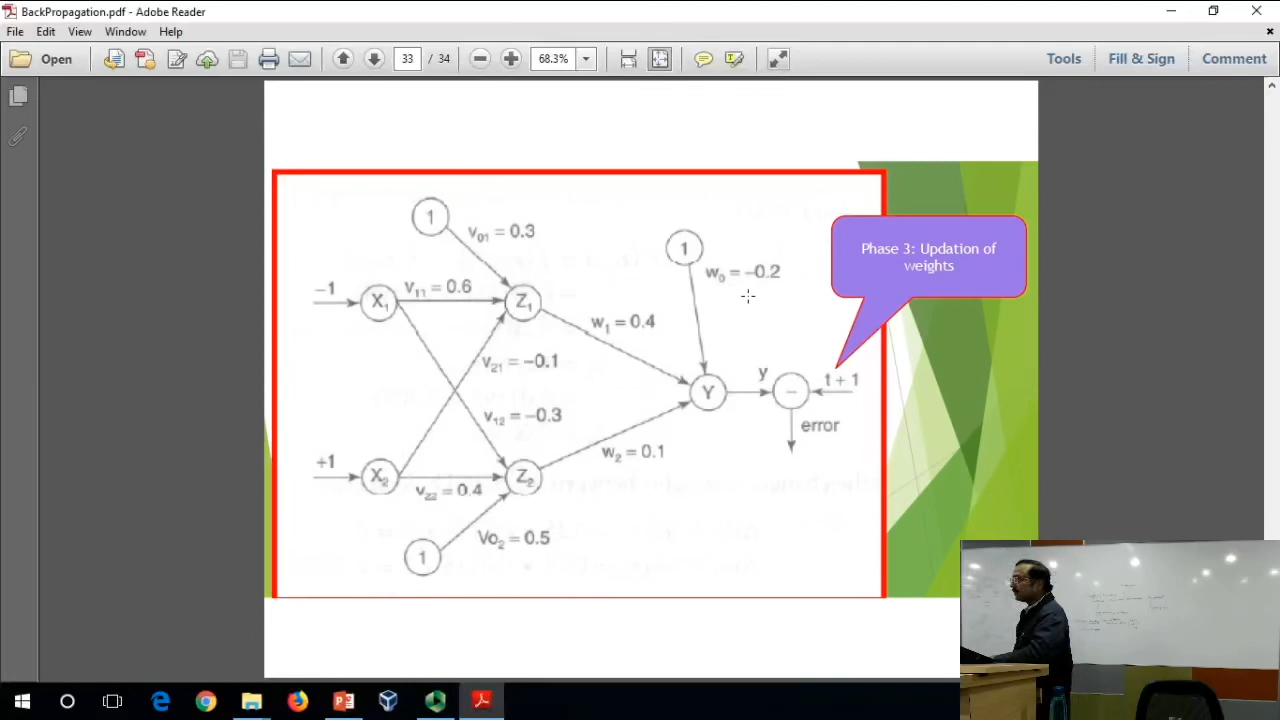 BackPropagation.pdf - Adobe Reader
File Edit View Window Help
Open 33 / 34 68.3% Tools Fill & Sign Comment
1
v01 = 0.3
1
w0 = −0.2
Phase 3: Updation of
weights
−1 X1 v11 = 0.6 Z1
w1 = 0.4
v21 = −0.1
Y y − t + 1
v12 = −0.3
error
w2 = 0.1
+1 X2 v22 = 0.4 Z2
Vo2 = 0.5
1